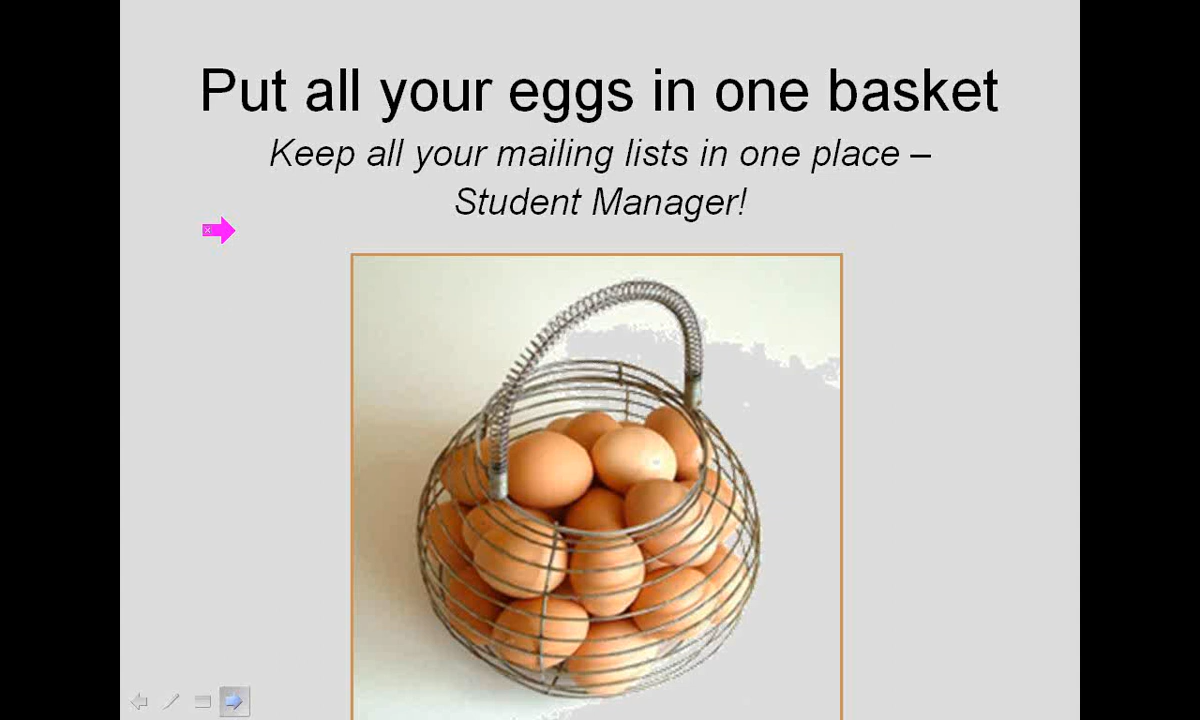 Put all your eggs in one basket
Keep all your mailing lists in one place –
Student Manager!